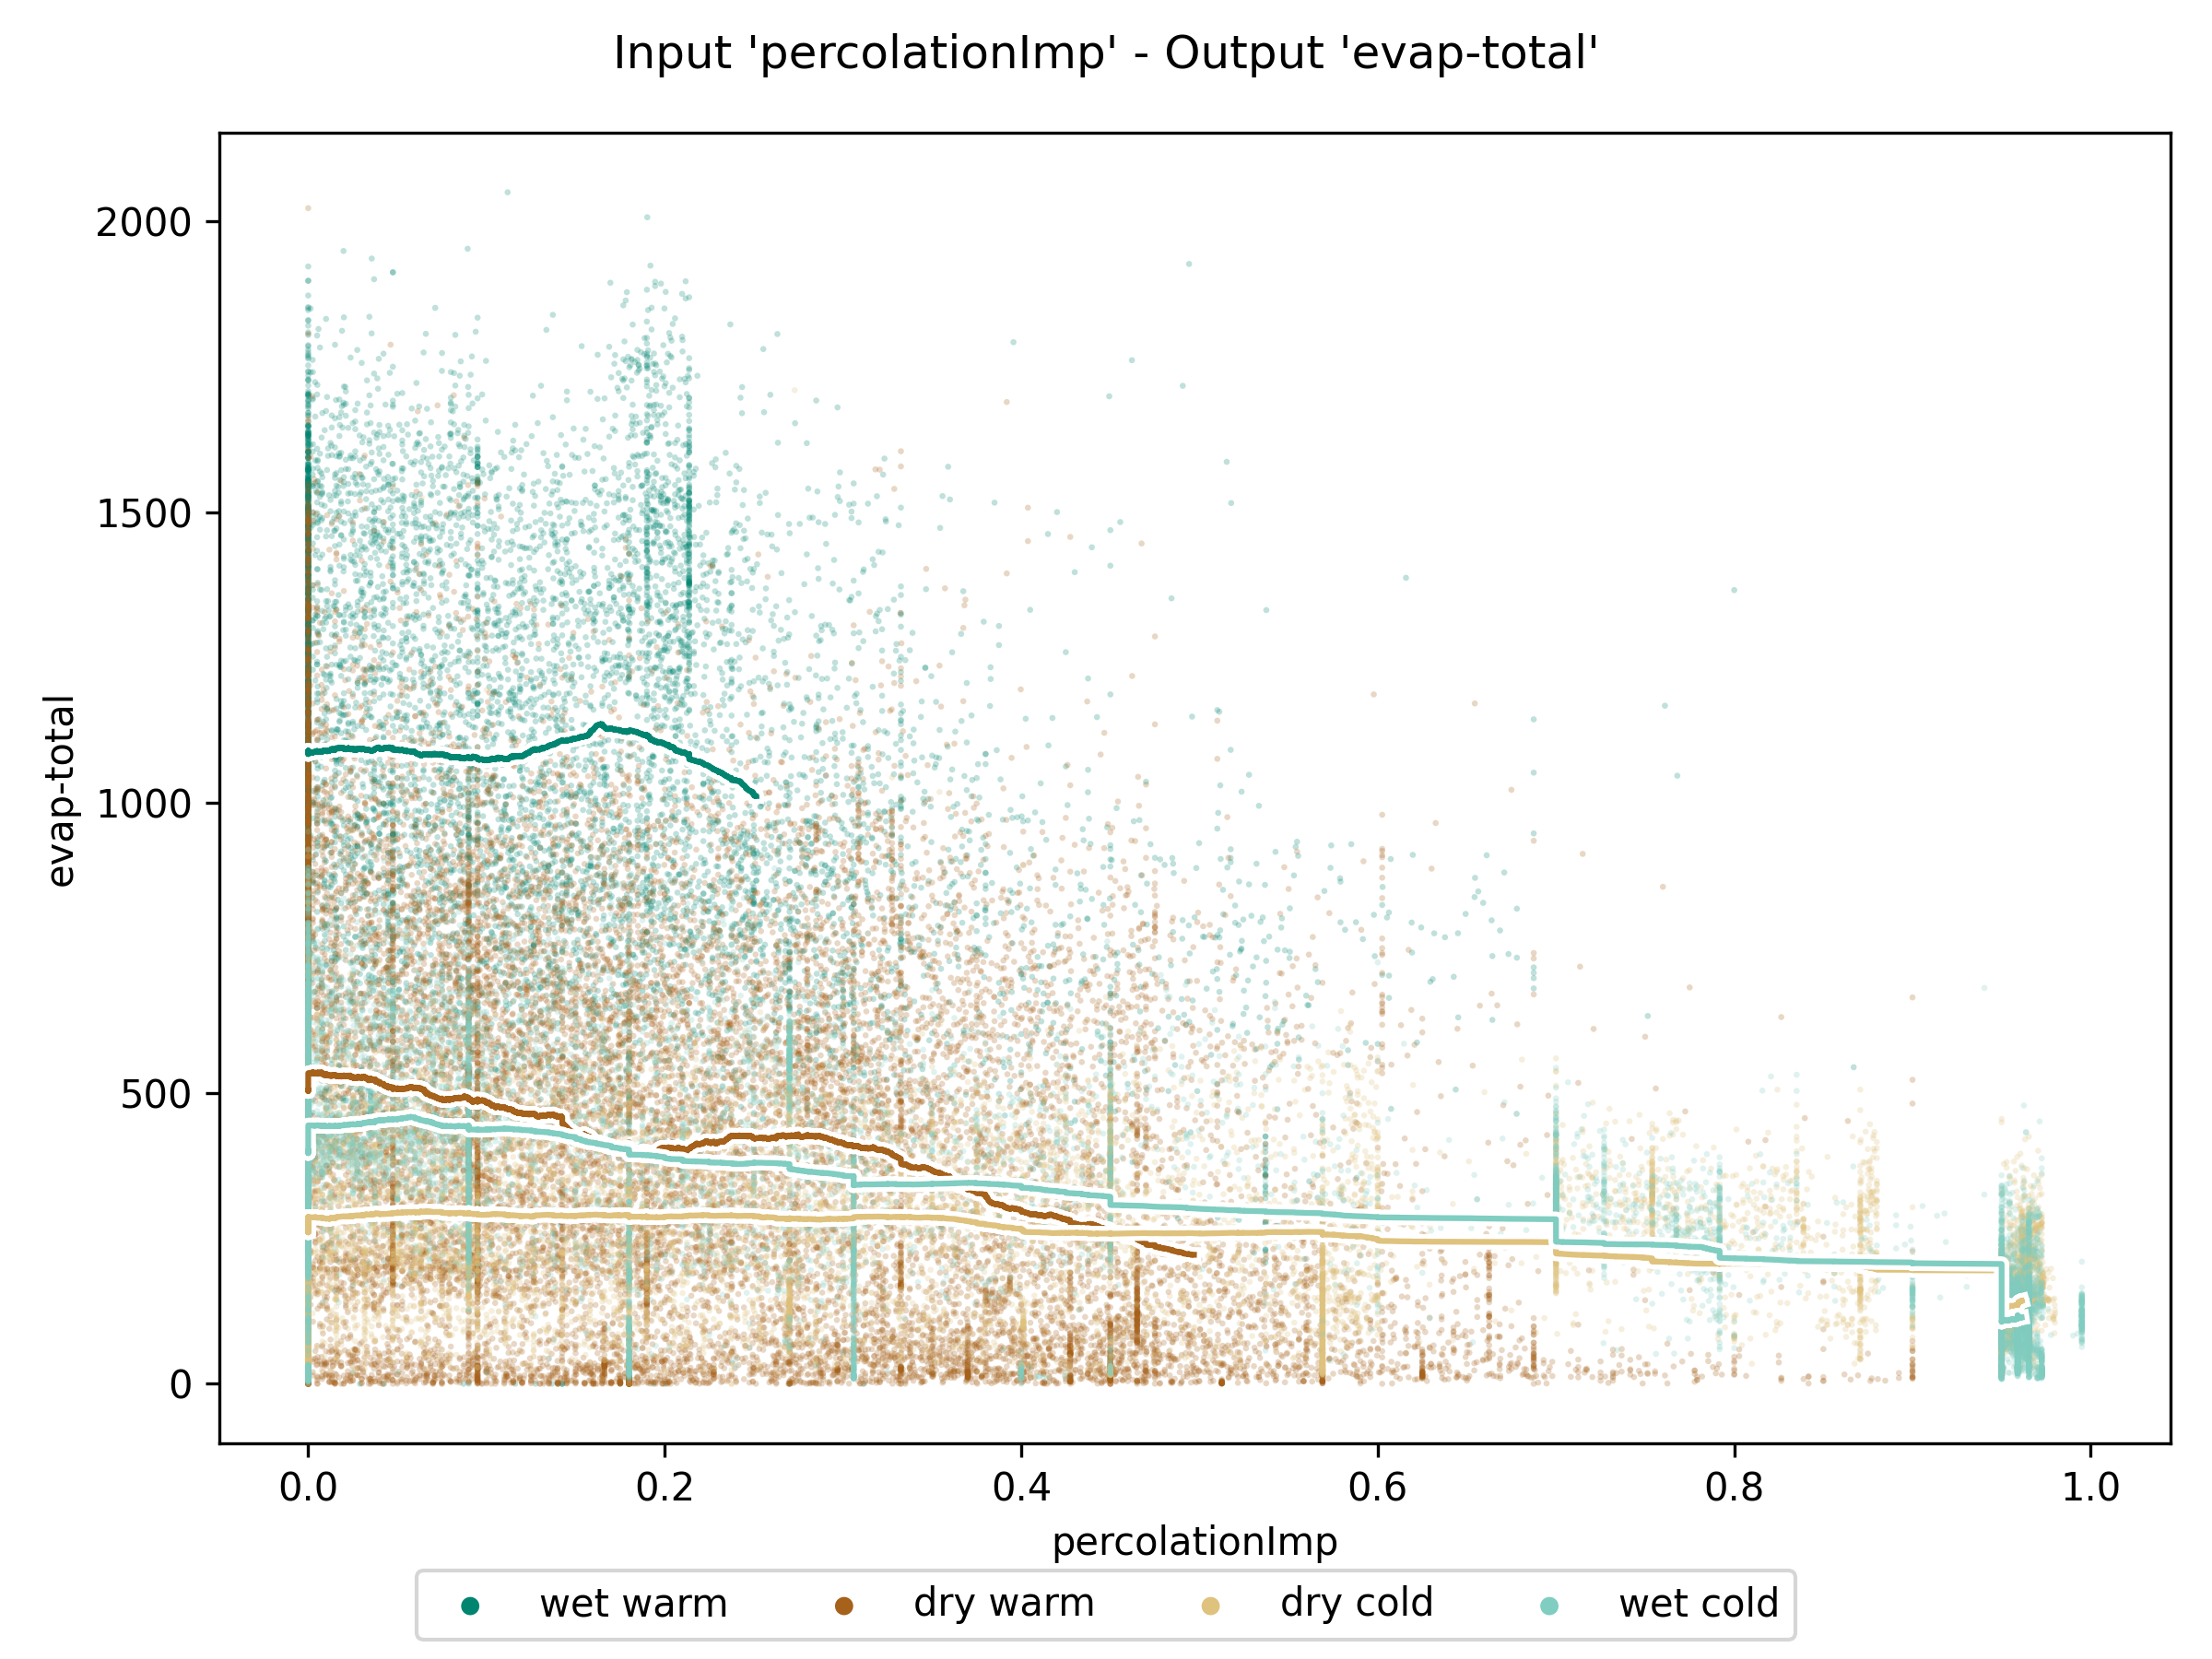 Input 'percolationImp' - Output 'evap-total'
2000
1500
1000
500
0
evap-total
0.0 0.2 0.4 0.6 0.8 1.0
percolationImp
wet warm dry warm dry cold wet cold